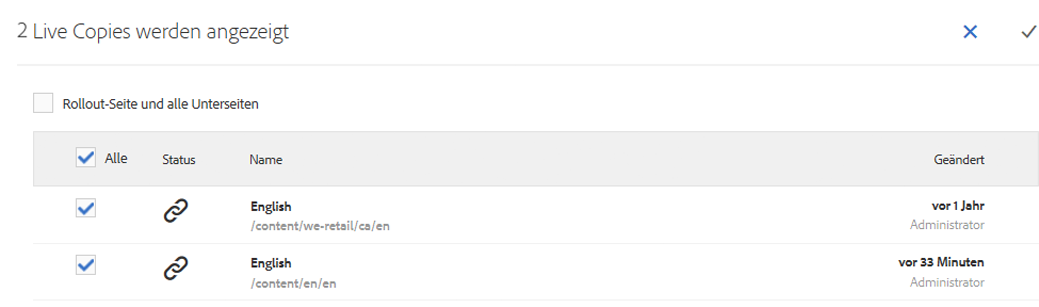 2 Live Copies werden angezeigt
Rollout-Seite und alle Unterseiten
Alle Status Name Geändert
English vor 1 Jahr
/content/we-retail/ca/en Administrator
English vor 33 Minuten
/content/en/en Administrator